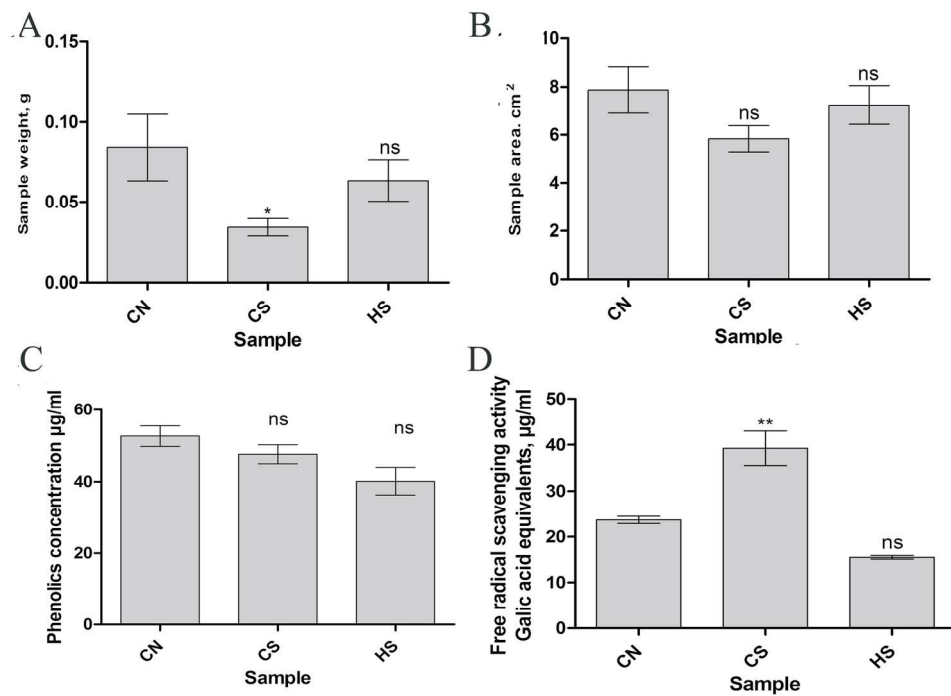 A
Sample weight, g
0.15
0.10
0.05
0.00
*
ns
CN
CS
HS
Sample
B
Sample area. cm²
10
8
6
4
2
0
ns
ns
CN
CS
HS
Sample
C
Phenolics concentration µg/ml
60
40
20
0
ns
ns
CN
CS
HS
Sample
D
Free radical scavenging activity
Galic acid equivalents, µg/ml
50
40
30
20
10
0
**
ns
CN
CS
HS
Sample